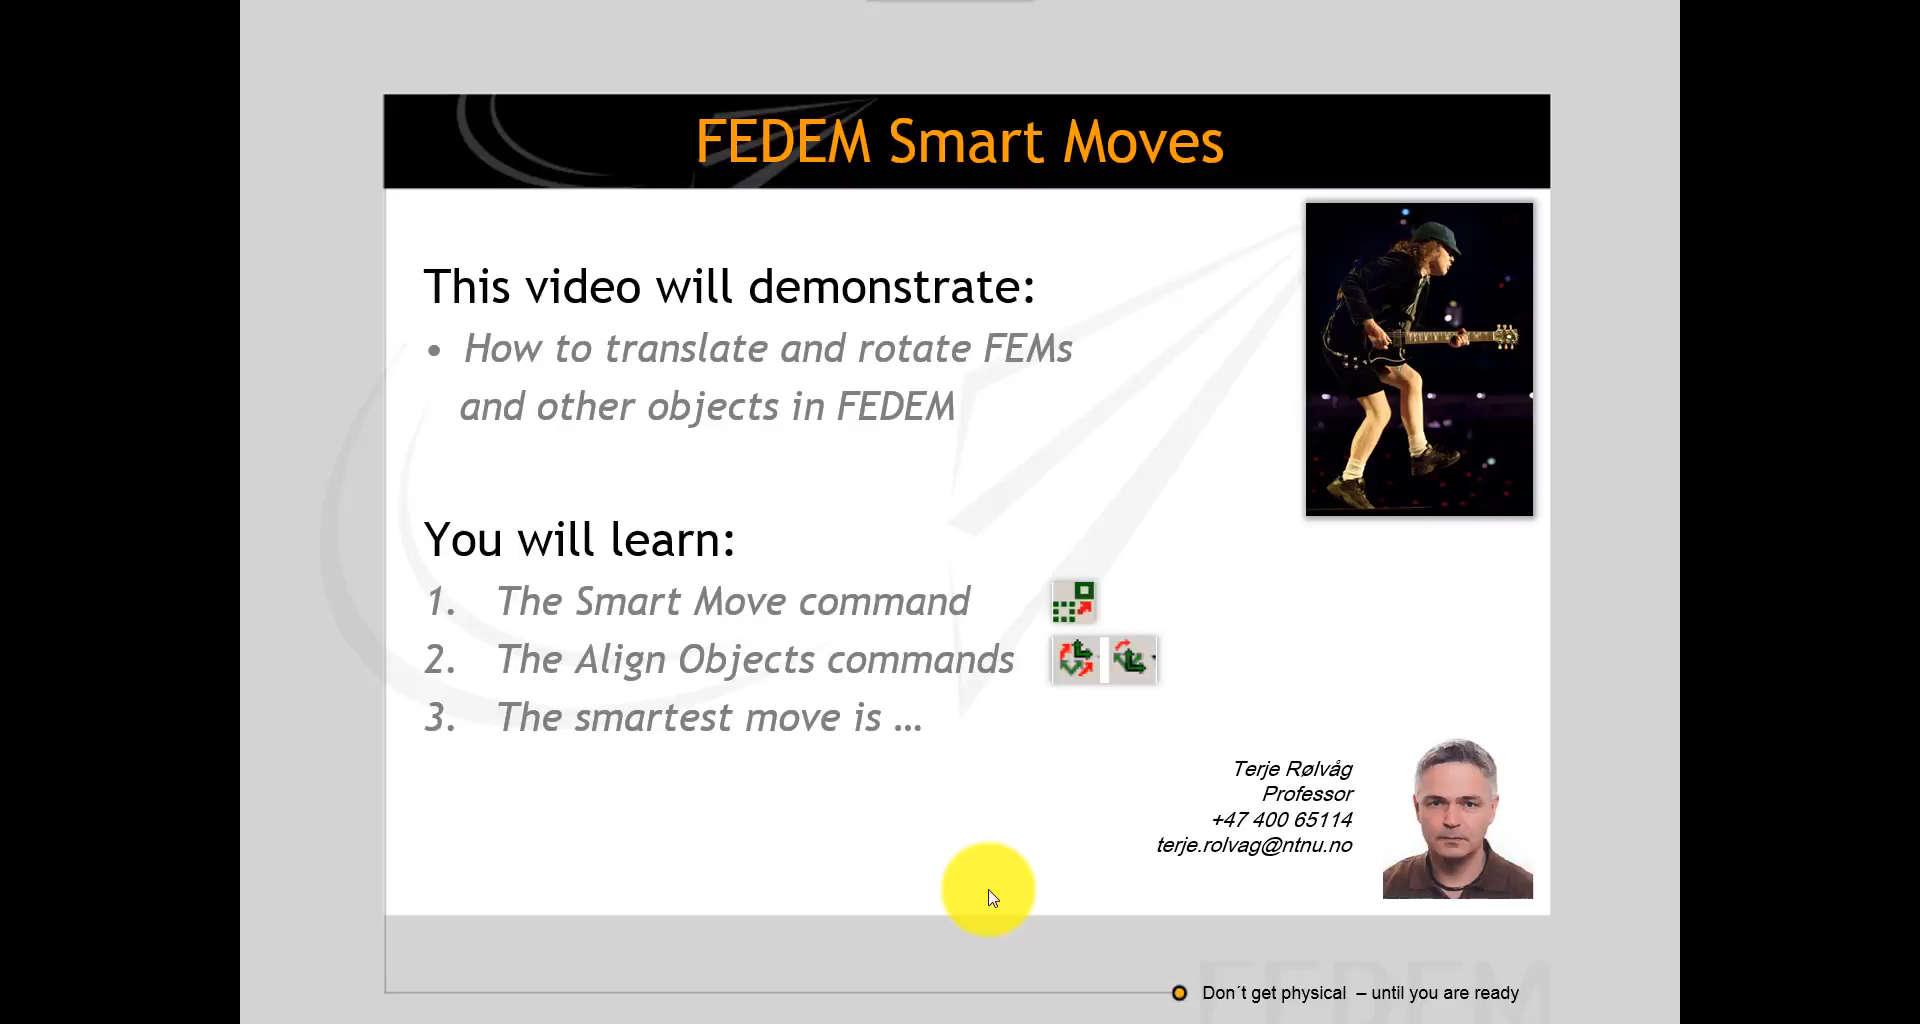 FEDEM Smart Moves
This video will demonstrate:
• How to translate and rotate FEMs
and other objects in FEDEM
You will learn:
1. The Smart Move command
2. The Align Objects commands
3. The smartest move is ...
Terje Rølvåg
Professor
+47 400 65114
terje.rolvag@ntnu.no
FEDEM
Don´t get physical – until you are ready